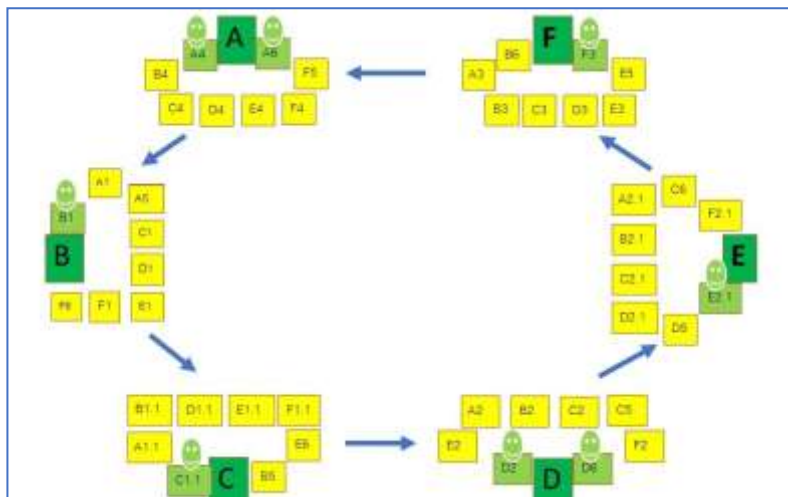 A4 A A6
B4 F5
C4 D4 E4 F4
B6 F F3
A3 E5
B3 C3 D3 E3
A1
B1 A5
C1
B D1
F6 F1 E1
C6
A2.1 F2.1
B2.1 E
C2.1 E2.1
D2.1 D5
B1.1 D1.1 E1.1 F1.1
A1.1 E6
C1.1 C B5
A2 B2 C2 C5
E2 F2
D2 D D6